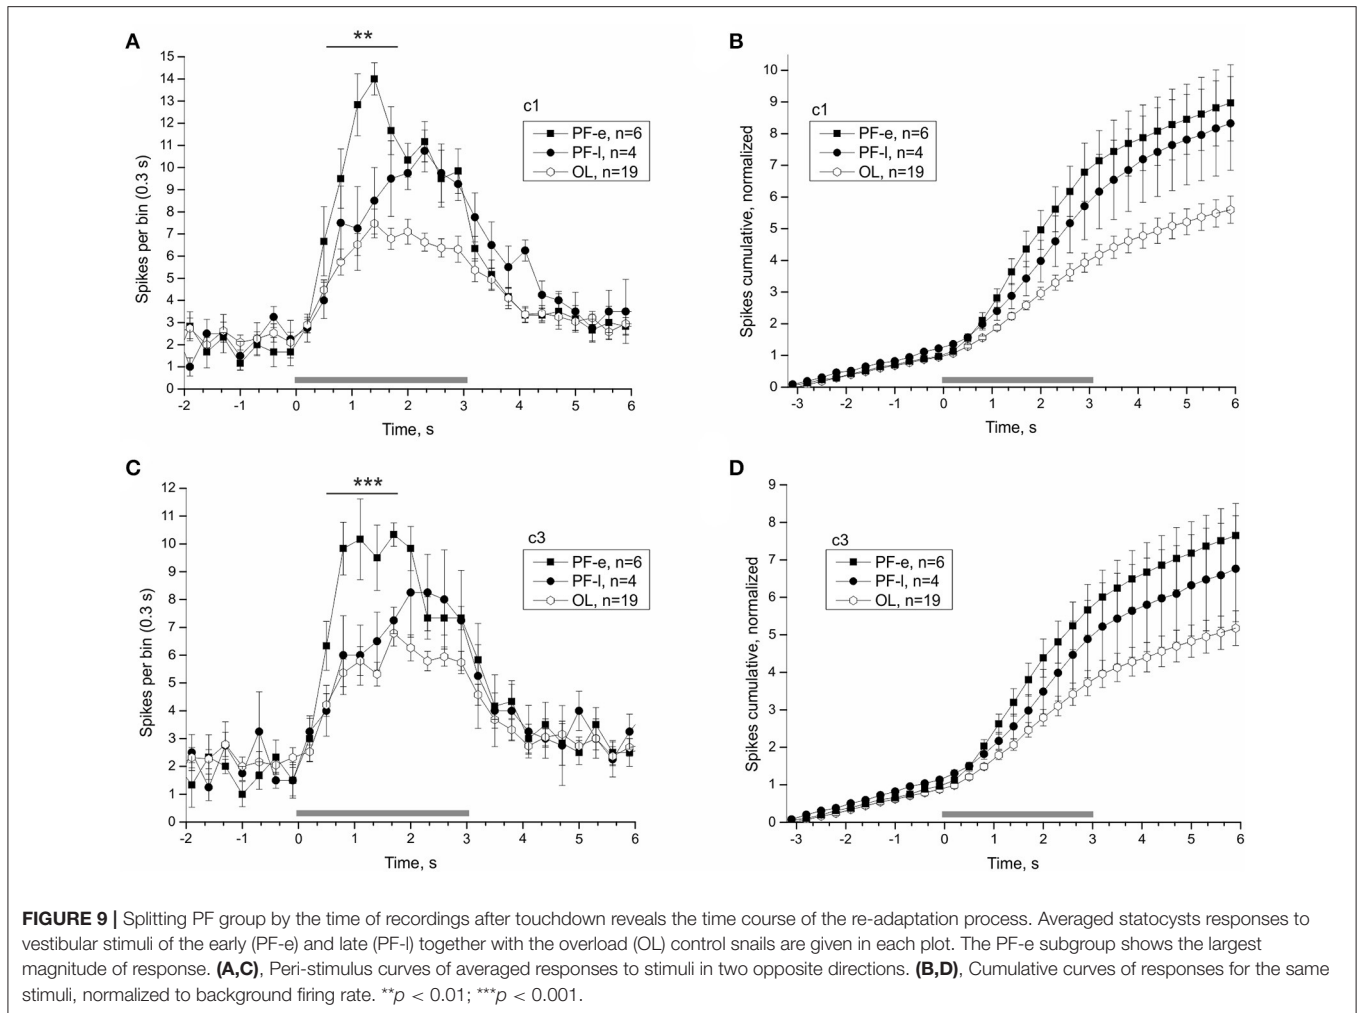 A
**
15
14
13
12
11
10
9
8
7
6
5
4
3
2
1
0
Spikes per bin (0.3 s)
c1
PF-e, n=6
PF-l, n=4
OL, n=19
-2 -1 0 1 2 3 4 5 6
Time, s
B
10
9
8
7
6
5
4
3
2
1
0
Spikes cumulative, normalized
c1
PF-e, n=6
PF-l, n=4
OL, n=19
-3 -2 -1 0 1 2 3 4 5 6
Time, s
C
***
12
11
10
9
8
7
6
5
4
3
2
1
0
Spikes per bin (0.3 s)
c3
PF-e, n=6
PF-l, n=4
OL, n=19
-2 -1 0 1 2 3 4 5 6
Time, s
D
9
8
7
6
5
4
3
2
1
0
Spikes cumulative, normalized
c3
PF-e, n=6
PF-l, n=4
OL, n=19
-3 -2 -1 0 1 2 3 4 5 6
Time, s
FIGURE 9 | Splitting PF group by the time of recordings after touchdown reveals the time course of the re-adaptation process. Averaged statocysts responses to
vestibular stimuli of the early (PF-e) and late (PF-l) together with the overload (OL) control snails are given in each plot. The PF-e subgroup shows the largest
magnitude of response. (A,C), Peri-stimulus curves of averaged responses to stimuli in two opposite directions. (B,D), Cumulative curves of responses for the same
stimuli, normalized to background firing rate. **p < 0.01; ***p < 0.001.